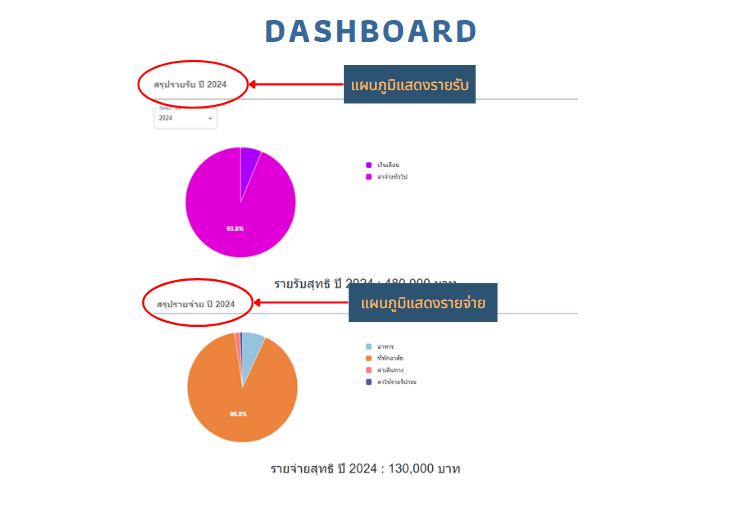 DASHBOARD
สรุปรายรับ ปี 2024
แผนภูมิแสดงรายรับ
2024
เงินเดือน
ค่าจ้างทั่วไป
93.8%
รายรับสุทธิ ปี 2024 : 480,000 บาท
สรุปรายจ่าย ปี 2024
แผนภูมิแสดงรายจ่าย
อาหาร
ที่พักอาศัย
ค่าเดินทาง
ค่าใช้จ่ายจิปาถะ
90.8%
รายจ่ายสุทธิ ปี 2024 : 130,000 บาท